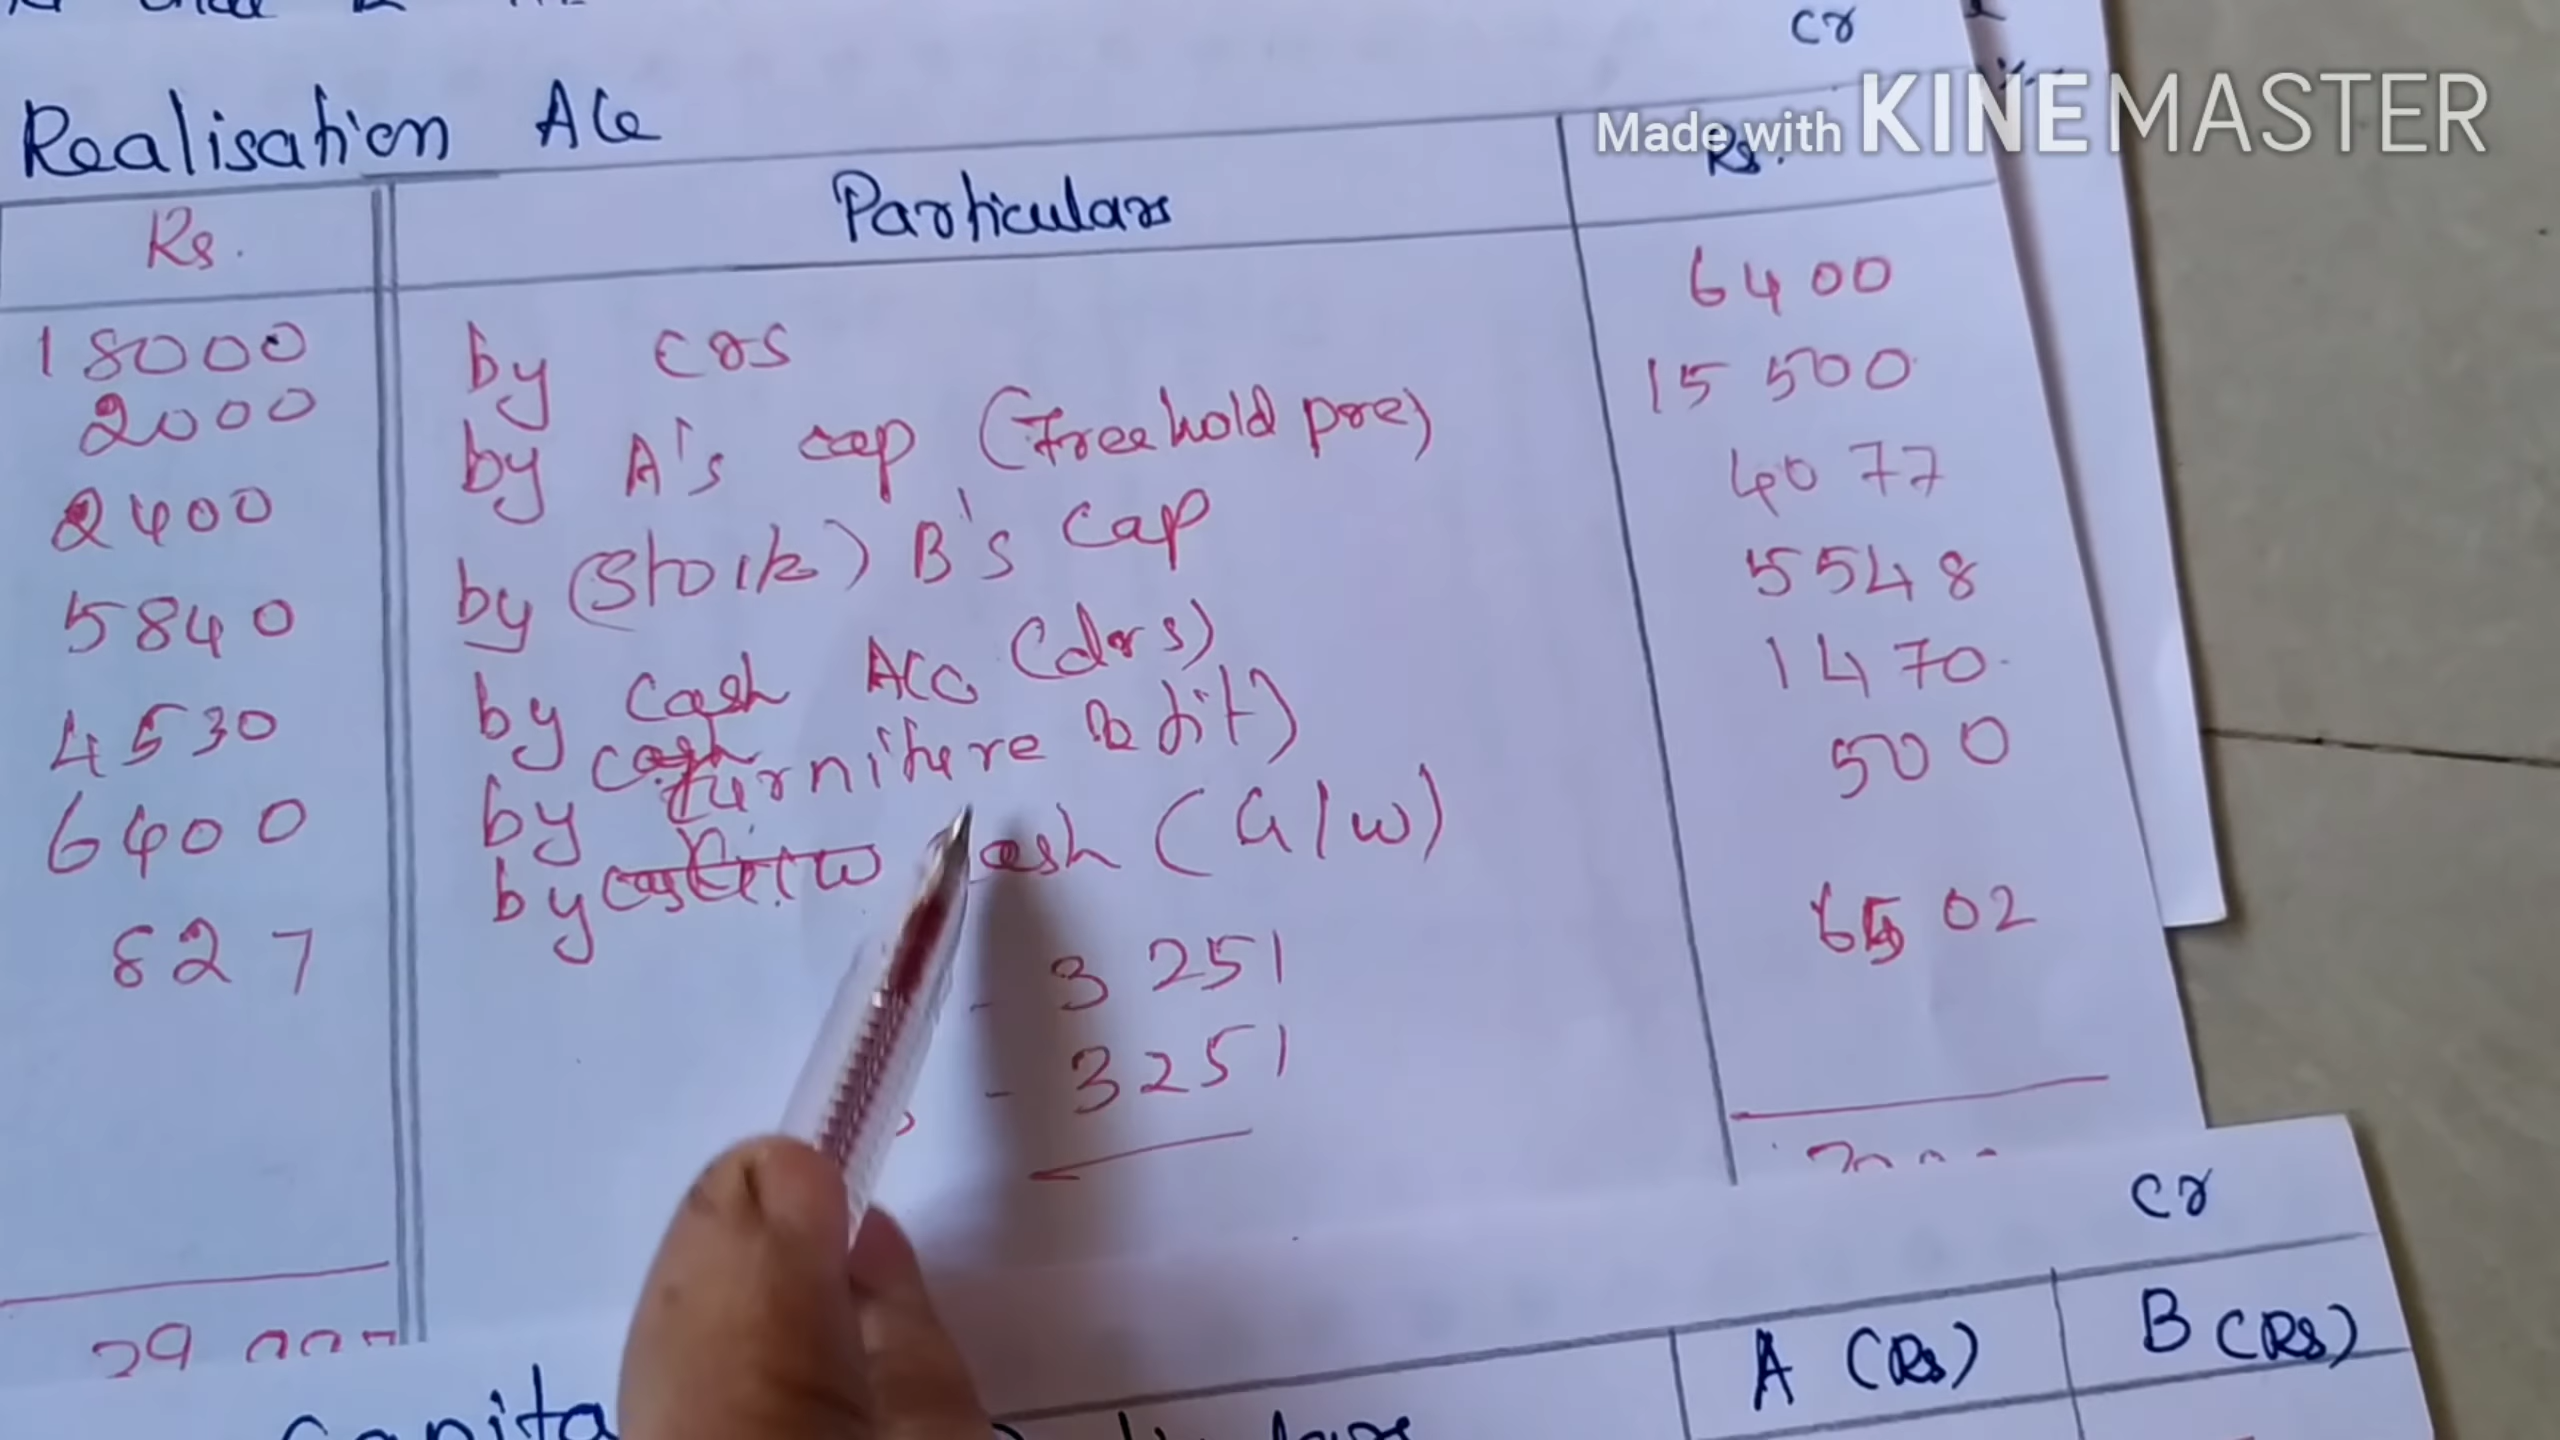 Cr
Made with KINEMASTER
Realisation A/c
Rs. Particulars Rs.
18000 by crs 6400
2000 by A's cap (Freehold pre) 15500
2400 by (Stock) B's cap 4077
5840 by Cash A/c (drs) 5548
4530 by cash furniture & fit) 1470
6400 by cash (G/w) 500
827 - 3251 6502
- 3251
Cr
A (Rs) B (Rs)